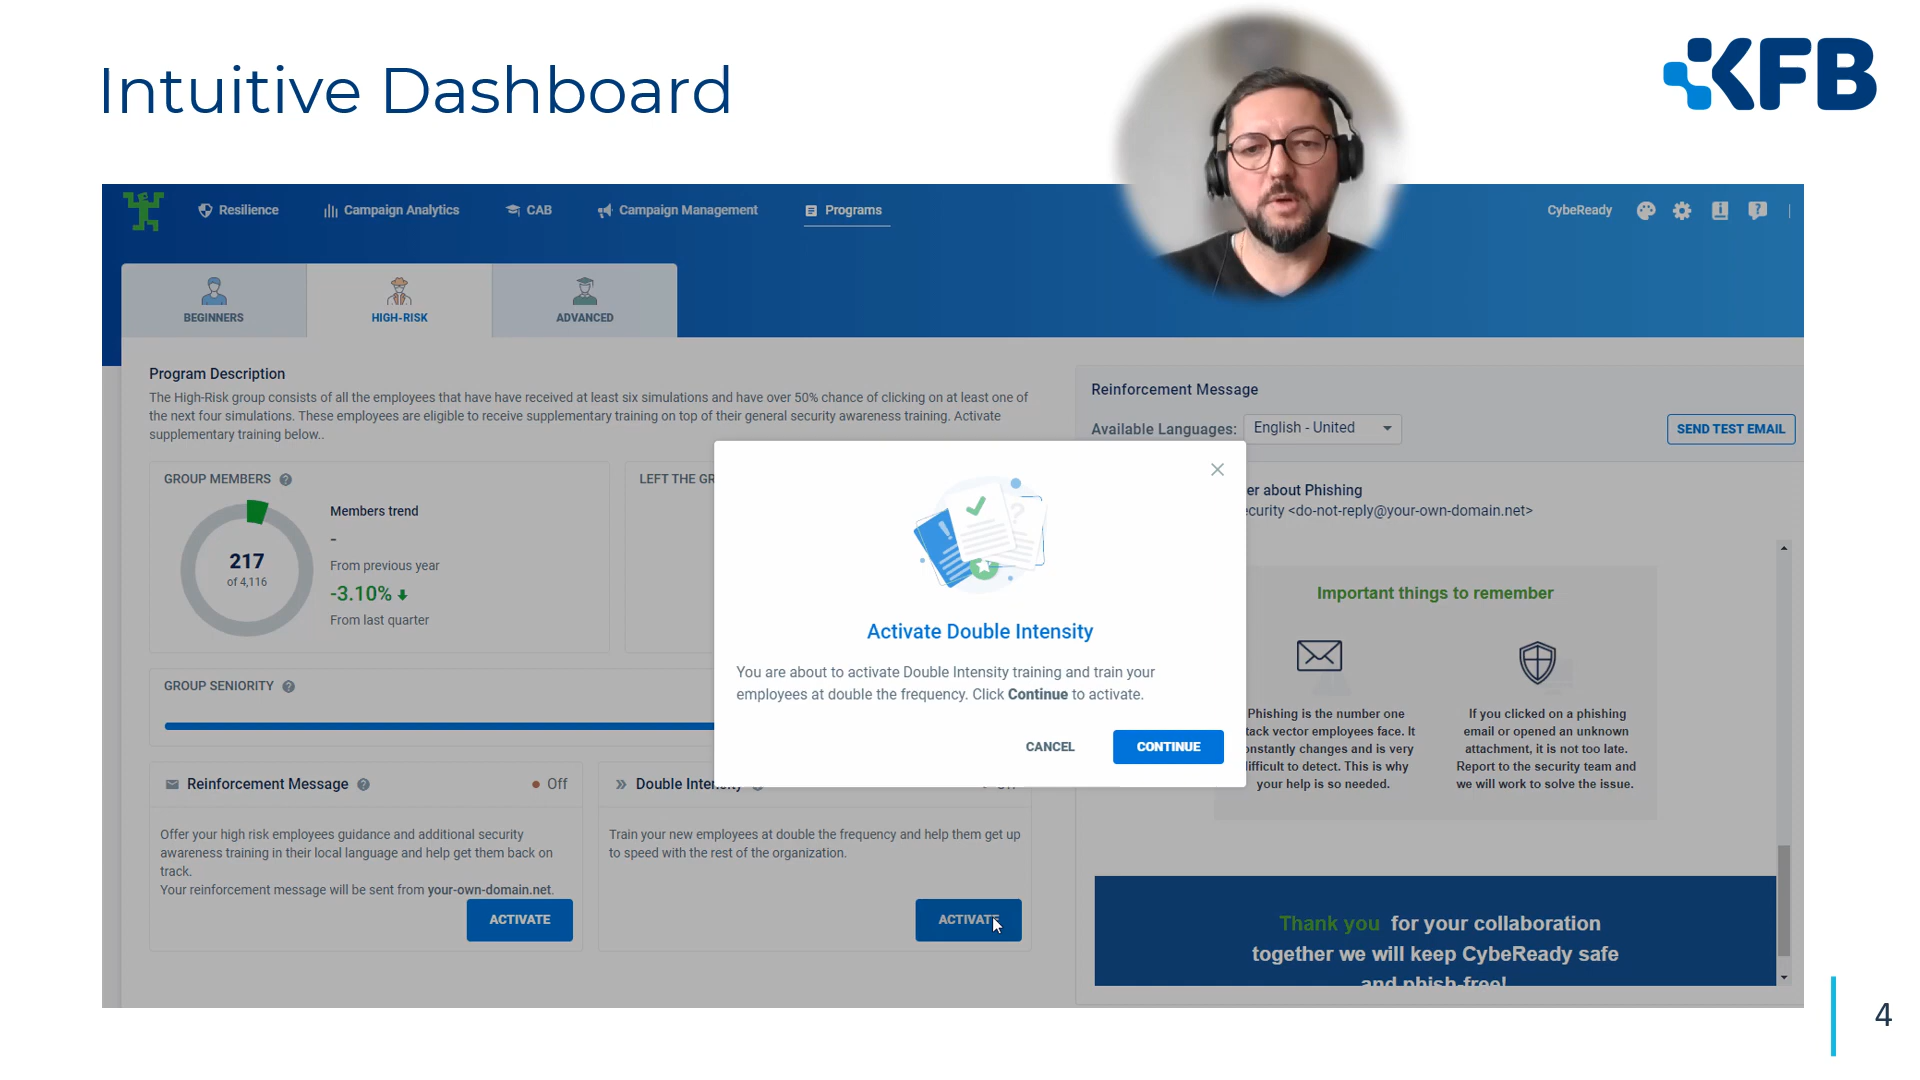 Intuitive Dashboard
KFB
Resilience
Campaign Analytics
CAB
Campaign Management
Programs
CybeReady
BEGINNERS
HIGH-RISK
ADVANCED
Program Description
The High-Risk group consists of all the employees that have have received at least six simulations and have over 50% chance of clicking on at least one of
the next four simulations. These employees are eligible to receive supplementary training on top of their general security awareness training. Activate
supplementary training below..
GROUP MEMBERS ?
217
of 4,116
Members trend
-
From previous year
-3.10%
From last quarter
LEFT THE GR
GROUP SENIORITY ?
Reinforcement Message ?
Off
Offer your high risk employees guidance and additional security
awareness training in their local language and help get them back on
track.
Your reinforcement message will be sent from your-own-domain.net.
ACTIVATE
Double Intensity
Train your new employees at double the frequency and help them get up
to speed with the rest of the organization.
ACTIVATE
Activate Double Intensity
You are about to activate Double Intensity training and train your
employees at double the frequency. Click Continue to activate.
CANCEL
CONTINUE
Reinforcement Message
Available Languages:
English - United
SEND TEST EMAIL
er about Phishing
ecurity <do-not-reply@your-own-domain.net>
Important things to remember
Phishing is the number one
tack vector employees face. It
onstantly changes and is very
ifficult to detect. This is why
your help is so needed.
If you clicked on a phishing
email or opened an unknown
attachment, it is not too late.
Report to the security team and
we will work to solve the issue.
Thank you for your collaboration
together we will keep CybeReady safe
and phish-free!
4